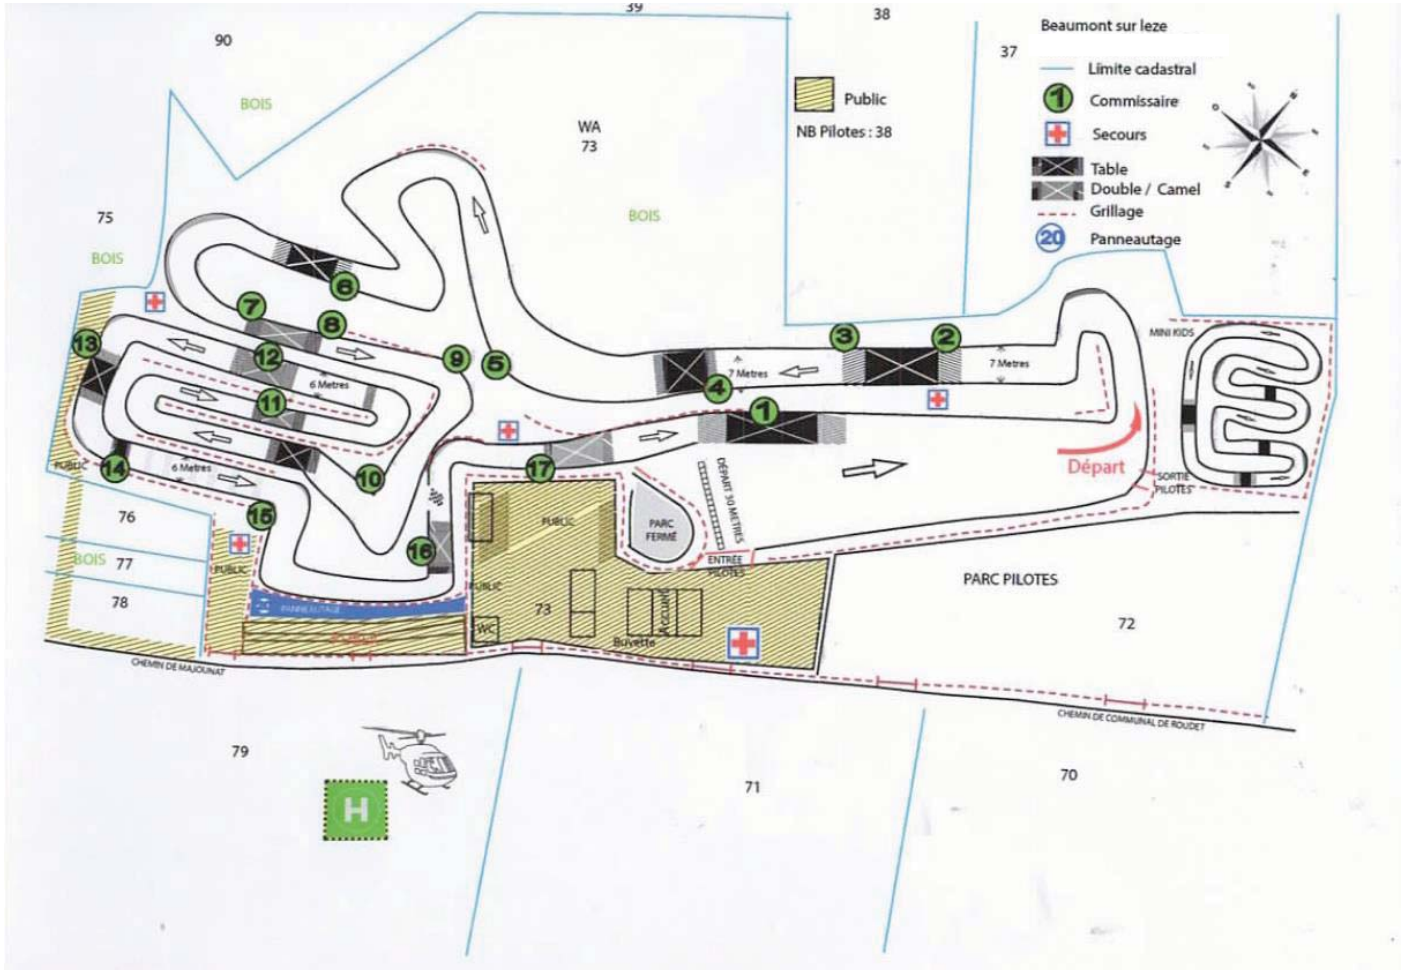 39
38
90
37
Beaumont sur leze
Limite cadastral
1 Commissaire
Secours
Table
Double / Camel
Grillage
20 Panneautage
Public
NB Pilotes : 38
BOIS
WA
73
BOIS
75
BOIS
6
7
8
9
5
12
13
11
10
14
15
16
17
4
3
2
1
7 Metres
7 Metres
6 Metres
6 Metres
MINI KIDS
Départ
SORTIE
PILOTES
DÉPART 30 METRES
PARC
FERMÉ
ENTRÉE
PILOTES
PARC PILOTES
PUBLIC
PUBLIC
PUBLIC
PUBLIC
76
BOIS
77
78
PANNEAUTAGE
WC
73
Accueil
Buvette
72
CHEMIN DE MAJOUNAT
CHEMIN DE COMMUNAL DE ROUDET
79
71
70
H